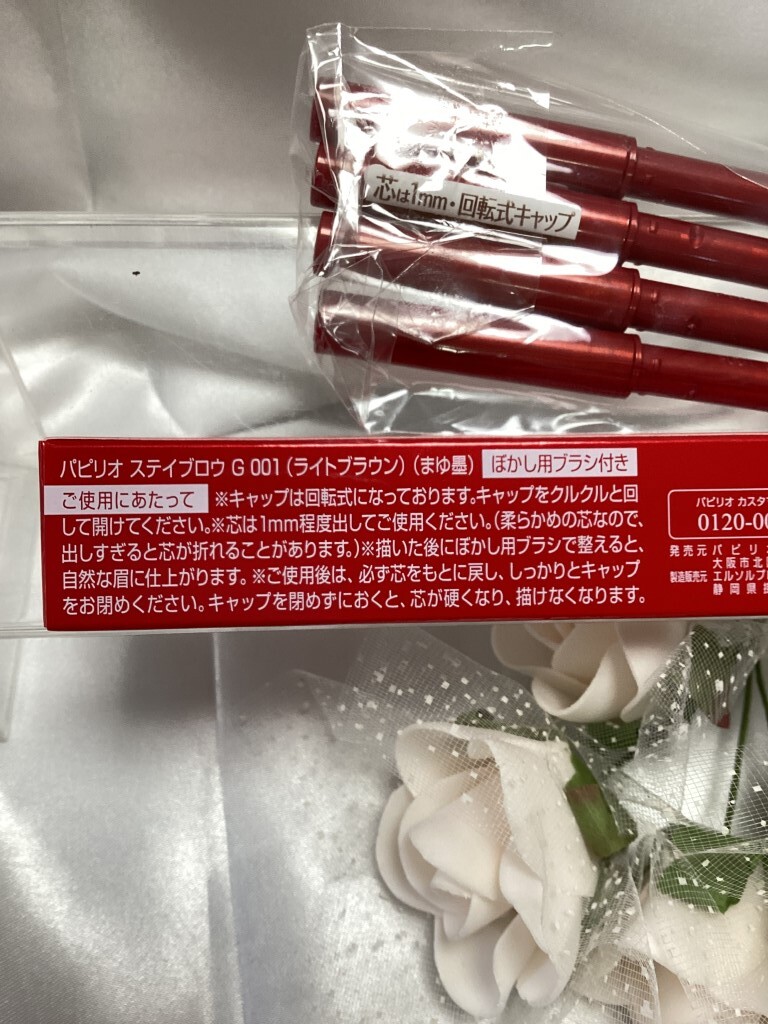 芯は1mm・回転式キャップ
パピリオ ステイブロウ G 001 (ライトブラウン) (まゆ墨) ぼかし用ブラシ付き
ご使用にあたって ※キャップは回転式になっております。キャップをクルクルと回
して開けてください。※芯は1mm程度出してご使用ください。(柔らかめの芯なので、
出しすぎると芯が折れることがあります。)※描いた後にぼかし用ブラシで整えると、
自然な眉に仕上がります。※ご使用後は、必ず芯をもとに戻し、しっかりとキャップ
をお閉めください。キャップを閉めずにおくと、芯が硬くなり、描けなくなります。
パピリオ カスタマ
0120-00
発売元 パピリオ
大阪市北
製造販売元 エルソルプ
静岡県